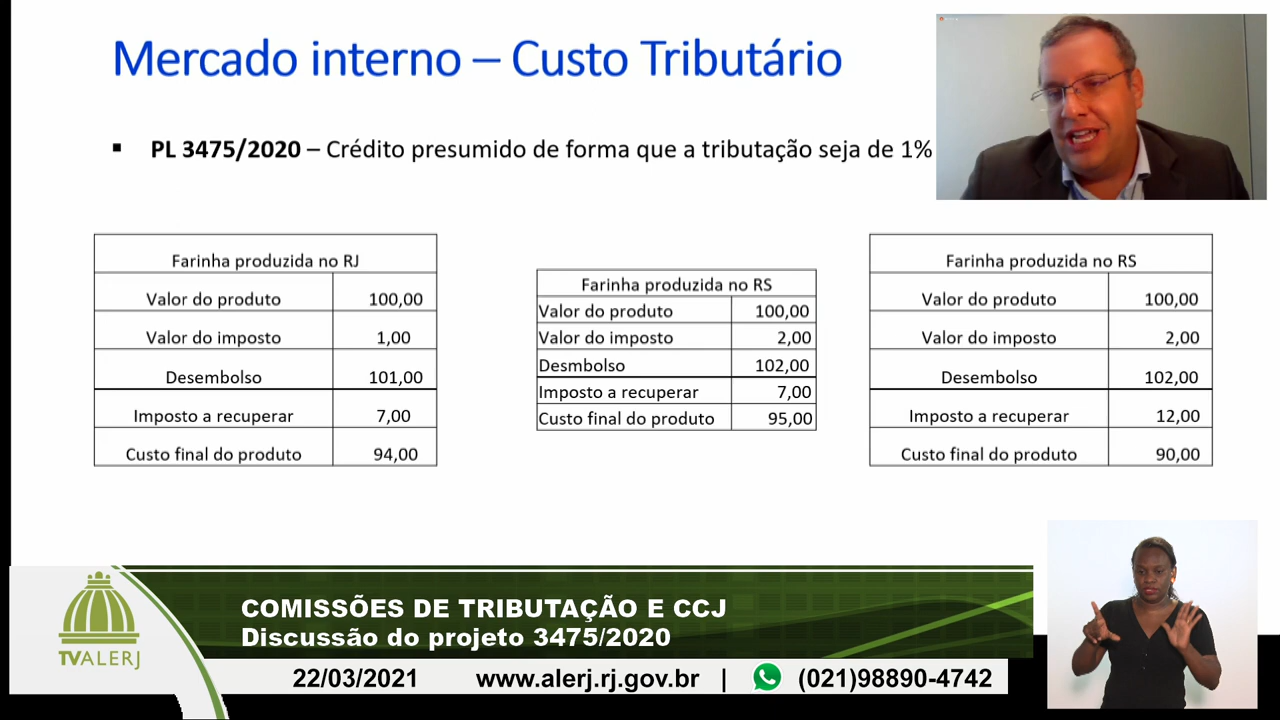 Mercado interno – Custo Tributário
▪ PL 3475/2020 – Crédito presumido de forma que a tributação seja de 1%
Farinha produzida no RJ
Valor do produto 100,00
Valor do imposto 1,00
Desembolso 101,00
Imposto a recuperar 7,00
Custo final do produto 94,00
Farinha produzida no RS
Valor do produto 100,00
Valor do imposto 2,00
Desmbolso 102,00
Imposto a recuperar 7,00
Custo final do produto 95,00
Farinha produzida no RS
Valor do produto 100,00
Valor do imposto 2,00
Desembolso 102,00
Imposto a recuperar 12,00
Custo final do produto 90,00
TVALERJ
COMISSÕES DE TRIBUTAÇÃO E CCJ
Discussão do projeto 3475/2020
22/03/2021 www.alerj.rj.gov.br | (021)98890-4742